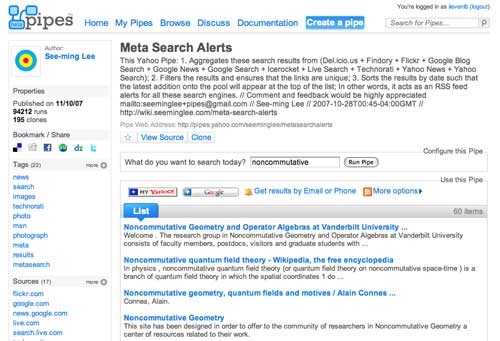 You're logged in as lievenlb (Logout)
beta
pipes™
Home My Pipes Browse Discuss Documentation Create a pipe
Search for Pipes...
Author:
See-ming Lee
Properties
Published on 11/10/07
94212 runs
195 clones
Bookmark / Share
Tags (22) more
news
search
images
technorati
photo
msn
photograph
meta
results
metasearch
Sources (17) more
flickr.com
google.com
news.google.com
live.com
search.live.com
Meta Search Alerts
This Yahoo Pipe: 1. Aggregates these search results from (Del.icio.us + Findory + Flickr + Google Blog
Search + Google News + Google Search + Icerocket + Live Search + Technorati + Yahoo News + Yahoo
Search); 2. Filters the results and ensures that the links are unique; 3. Sorts the results by date such that
the latest addition onto the pool will appear at the top of the list; In other words, it acts as an RSS feed
alerts for all these search engines. // Comment and feedback would be highly appreciated
mailto:seeminglee+pipes@gmail.com // See-ming Lee // 2007-10-28T00:45-04:00GMT //
http://wiki.seeminglee.com/meta-search-alerts
Pipe Web Address: http://pipes.yahoo.com/seeminglee/metasearchalerts
View Source Clone
Configure this Pipe
What do you want to search today? noncommutative Run Pipe
Use this Pipe
MY YAHOO! Google Get results by Email or Phone More options
List 60 items
Noncommutative Geometry and Operator Algebras at Vanderbilt University ...
Welcome . The research group in Noncommutative Geometry and Operator Algebras at Vanderbilt University
consists of faculty members, postdocs, visitors and graduate students with ...
Noncommutative quantum field theory - Wikipedia, the free encyclopedia
In physics , noncommutative quantum field theory (or quantum field theory on noncommutative space-time ) is a
branch of quantum field theory in which the spatial coordinates 1 do ...
Noncommutative geometry, quantum fields and motives / Alain Connes ...
Connes, Alain.
Noncommutative Geometry
This site has been designed in order to offer to the community of researchers in Noncommutative Geometry a
center of resources related to their work.